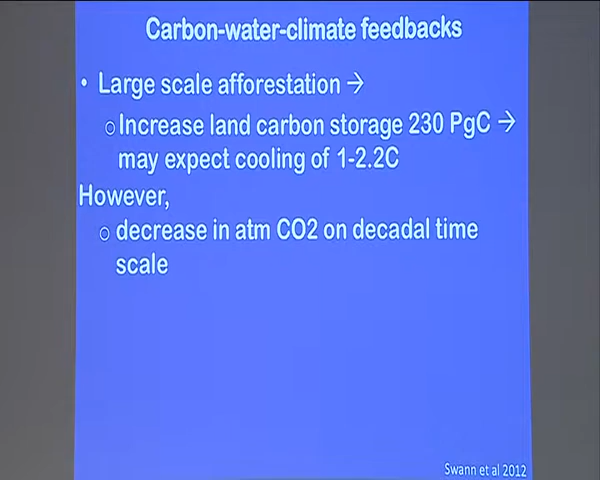 Carbon-water-climate feedbacks
• Large scale afforestation →
○Increase land carbon storage 230 PgC →
may expect cooling of 1-2.2C
However,
○ decrease in atm CO2 on decadal time
scale
Swann et al 2012